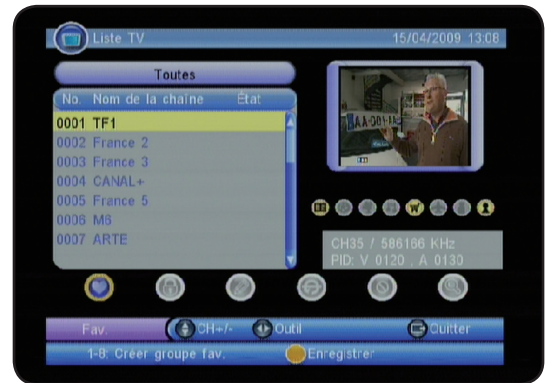 Liste TV 15/04/2009 13:08
Toutes
No. Nom de la chaîne État
0001 TF1
0002 France 2
0003 France 3
0004 CANAL+
0005 France 5
0006 M6
0007 ARTE
CH35 / 586166 KHz
PID: V 0120 , A 0130
Fav. CH+/- Outil Quitter
1-8: Créer groupe fav. Enregistrer